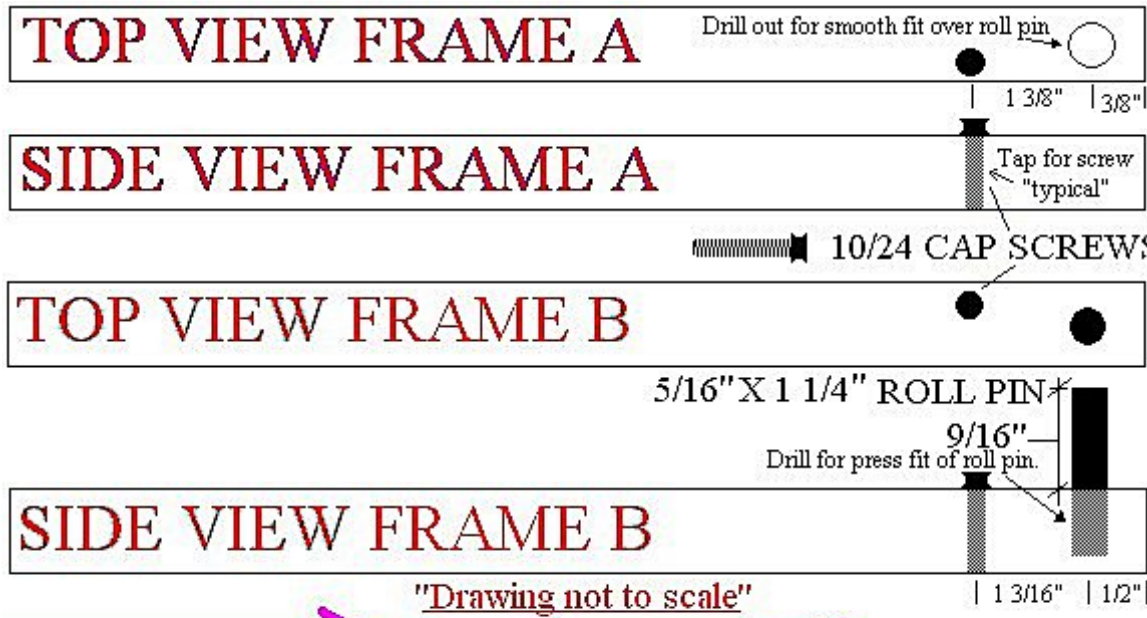 TOP VIEW FRAME A
Drill out for smooth fit over roll pin
1 3/8"
3/8"
SIDE VIEW FRAME A
Tap for screw
"typical"
10/24 CAP SCREWS
TOP VIEW FRAME B
5/16" X 1 1/4" ROLL PIN
9/16"
Drill for press fit of roll pin.
SIDE VIEW FRAME B
"Drawing not to scale"
1 3/16"
1/2"